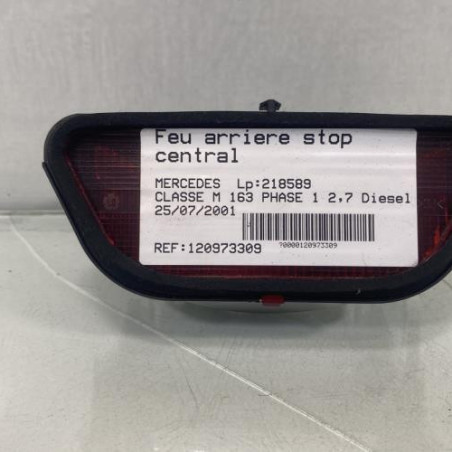 Feu arriere stop
central
MERCEDES Lp:218589
CLASSE M 163 PHASE 1 2,7 Diesel
25/07/2001
REF:120973309
70000120973309